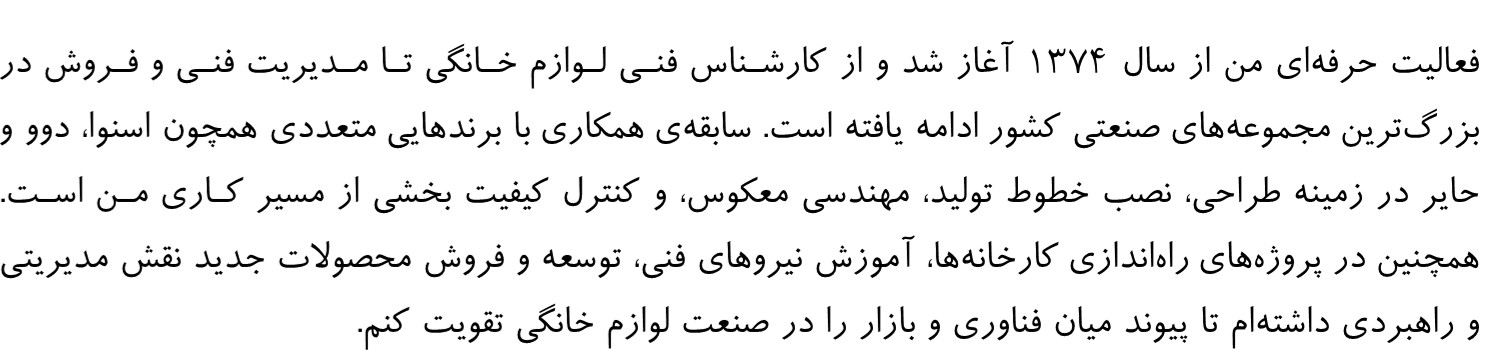 فعالیت حرفه‌ای من از سال ۱۳۷۴ آغاز شد و از کارشناس فنی لوازم خانگی تا مدیریت فنی و فروش در
بزرگ‌ترین مجموعه‌های صنعتی کشور ادامه یافته است. سابقه‌ی همکاری با برندهایی متعددی همچون اسنوا، دوو و
حایر در زمینه طراحی، نصب خطوط تولید، مهندسی معکوس، و کنترل کیفیت بخشی از مسیر کاری من است.
همچنین در پروژه‌های راه‌اندازی کارخانه‌ها، آموزش نیروهای فنی، توسعه و فروش محصولات جدید نقش مدیریتی
و راهبردی داشته‌ام تا پیوند میان فناوری و بازار را در صنعت لوازم خانگی تقویت کنم.